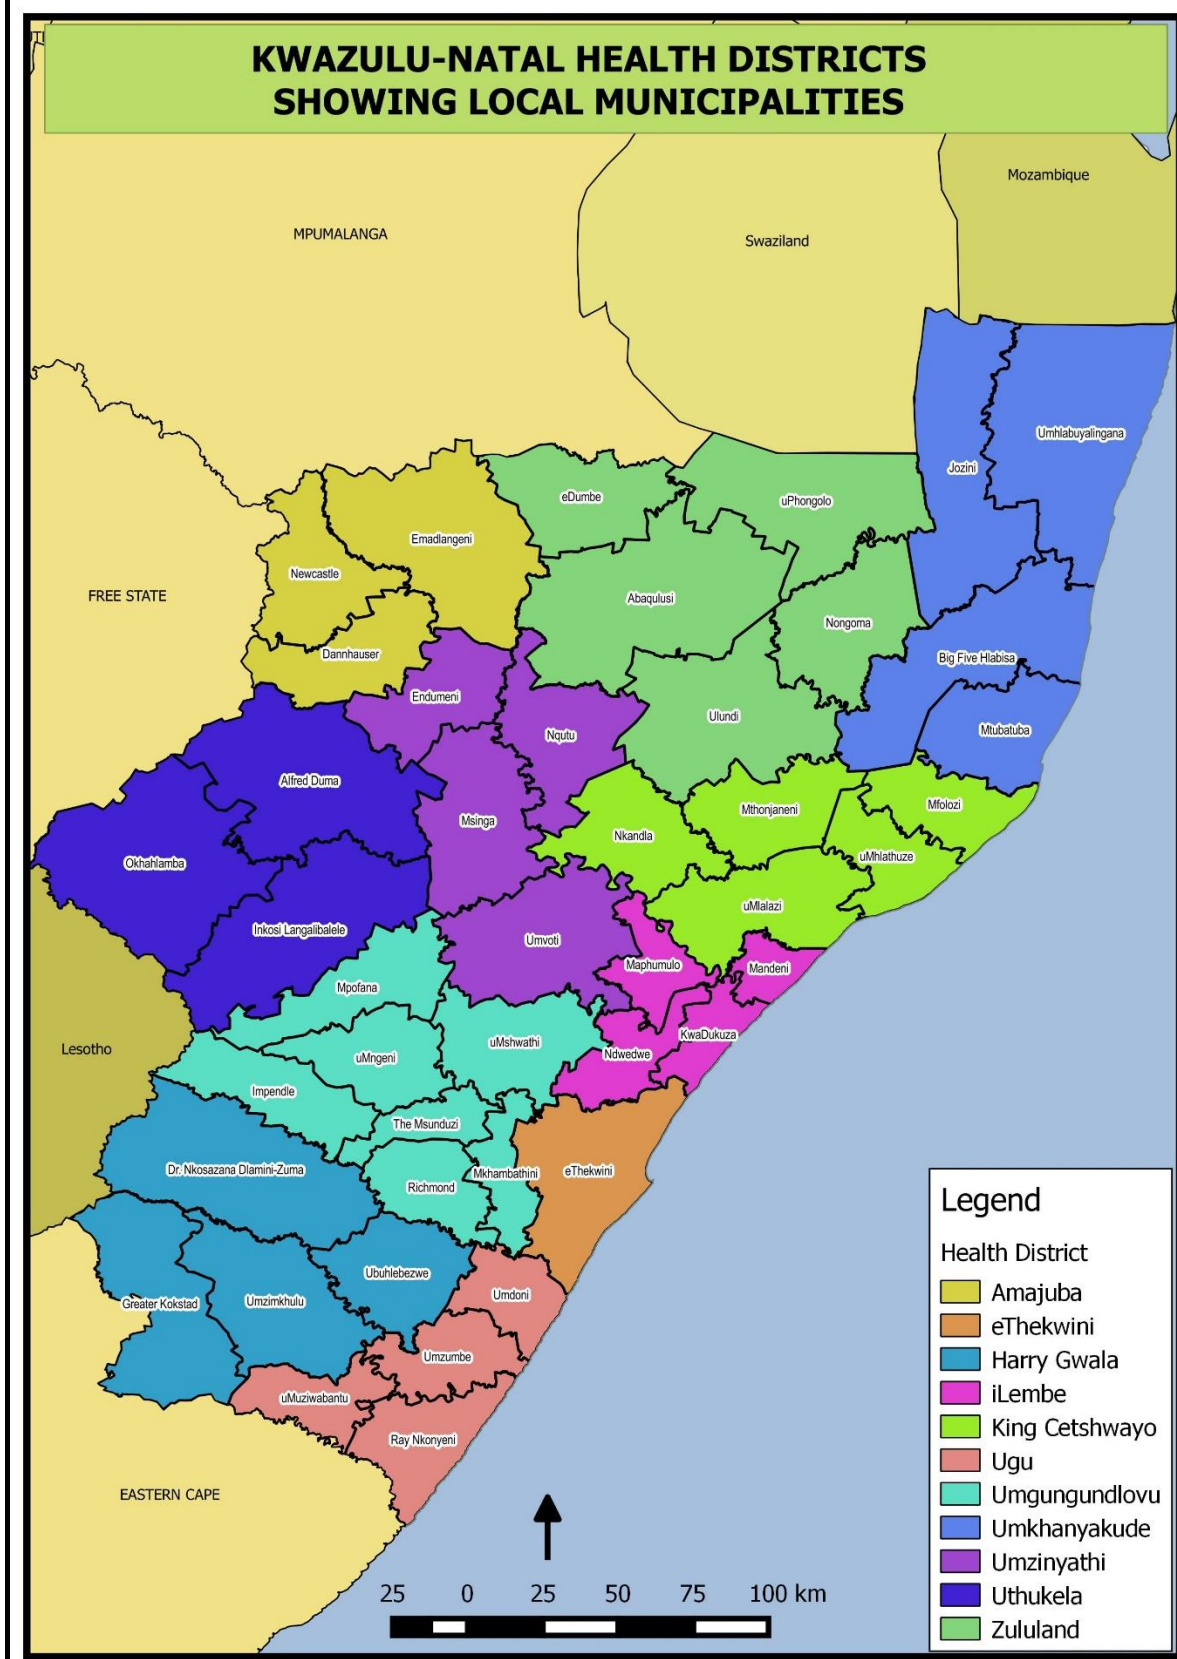 KWAZULU-NATAL HEALTH DISTRICTS
SHOWING LOCAL MUNICIPALITIES
Mozambique
MPUMALANGA
Swaziland
Umhlabuyalingana
Jozini
eDumbe
uPhongolo
Emadlangeni
Newcastle
FREE STATE
Abaqulusi
Nongoma
Dannhauser
Big Five Hlabisa
Endumeni
Ulundi
Nqutu
Mtubatuba
Alfred Duma
Mfolozi
Mthonjaneni
Msinga
Nkandla
uMhlathuze
Okhahlamba
uMlalazi
Inkosi Langalibalele
Umvoti
Maphumulo
Mandeni
Mpofana
KwaDukuza
uMshwathi
Lesotho
Ndwedwe
uMngeni
Impendle
The Msunduzi
Dr. Nkosazana Dlamini-Zuma
Mkhambathini
eThekwini
Richmond
Ubuhlebezwe
Umdoni
Greater Kokstad
Umzimkhulu
Umzumbe
uMuziwabantu
Ray Nkonyeni
EASTERN CAPE
25 0 25 50 75 100 km
Legend
Health District
Amajuba
eThekwini
Harry Gwala
iLembe
King Cetshwayo
Ugu
Umgungundlovu
Umkhanyakude
Umzinyathi
Uthukela
Zululand